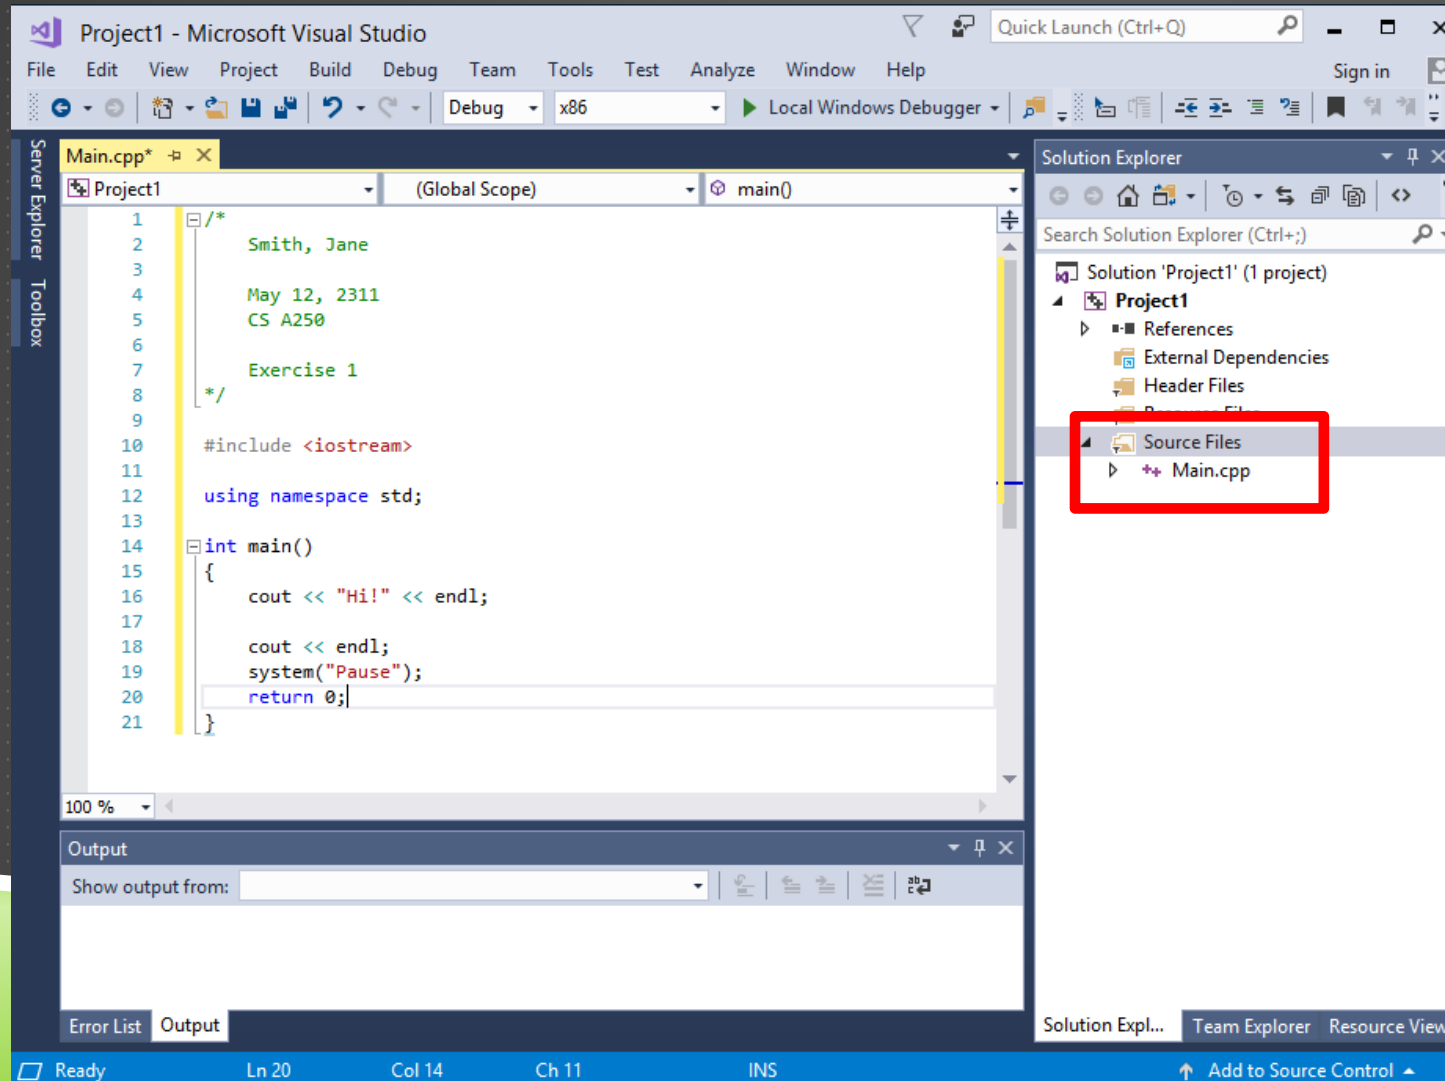 Project1 - Microsoft Visual Studio
Quick Launch (Ctrl+Q)
File Edit View Project Build Debug Team Tools Test Analyze Window Help
Sign in
Debug x86 Local Windows Debugger
Server Explorer
Toolbox
Main.cpp*
Project1 (Global Scope) main()
1 /*
2 Smith, Jane
3
4 May 12, 2311
5 CS A250
6
7 Exercise 1
8 */
9
10 #include <iostream>
11
12 using namespace std;
13
14 int main()
15 {
16 cout << "Hi!" << endl;
17
18 cout << endl;
19 system("Pause");
20 return 0;
21 }
100 %
Output
Show output from:
Error List Output
Solution Explorer
Search Solution Explorer (Ctrl+;)
Solution 'Project1' (1 project)
Project1
References
External Dependencies
Header Files
Resource Files
Source Files
++ Main.cpp
Solution Expl... Team Explorer Resource View
Ready Ln 20 Col 14 Ch 11 INS Add to Source Control